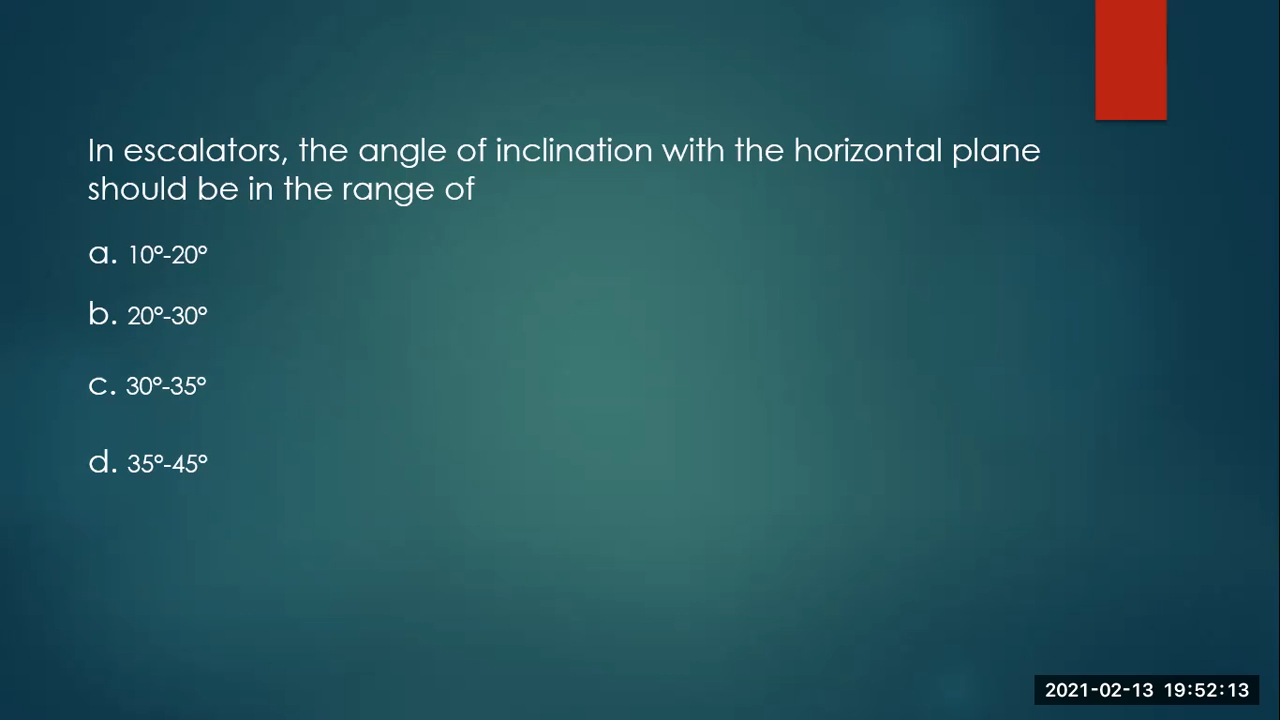 In escalators, the angle of inclination with the horizontal plane
should be in the range of
a. 10°-20°
b. 20°-30°
c. 30°-35°
d. 35°-45°
2021-02-13 19:52:13